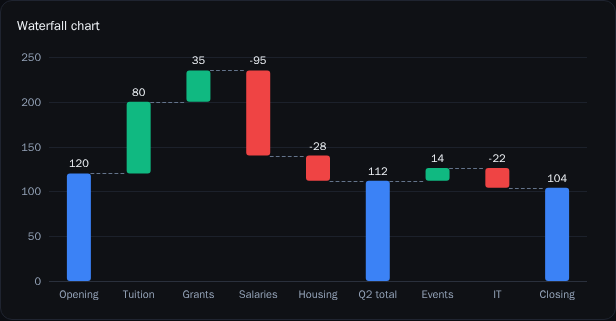 Waterfall chart
250
200
150
100
50
0
120
80
35
-95
-28
112
14
-22
104
Opening
Tuition
Grants
Salaries
Housing
Q2 total
Events
IT
Closing